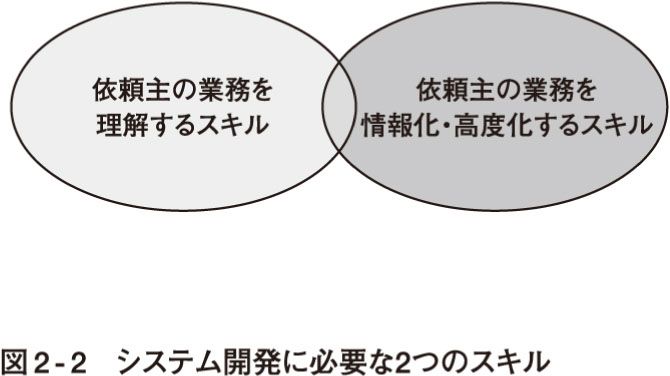 依頼主の業務を
理解するスキル
依頼主の業務を
情報化・高度化するスキル
図2-2　システム開発に必要な2つのスキル